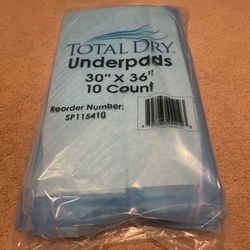 TOTAL DRY
Underpads
30" X 36"
10 Count
Reorder Number:
SP115410